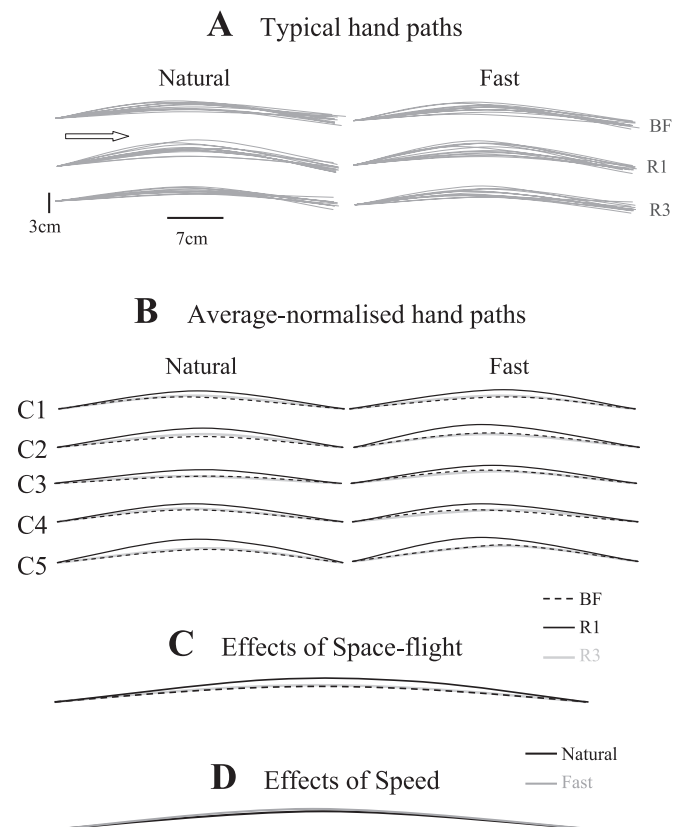 A Typical hand paths
Natural Fast
BF
R1
R3
3cm
7cm
B Average-normalised hand paths
Natural Fast
C1
C2
C3
C4
C5
BF
R1
R3
C Effects of Space-flight
Natural
Fast
D Effects of Speed